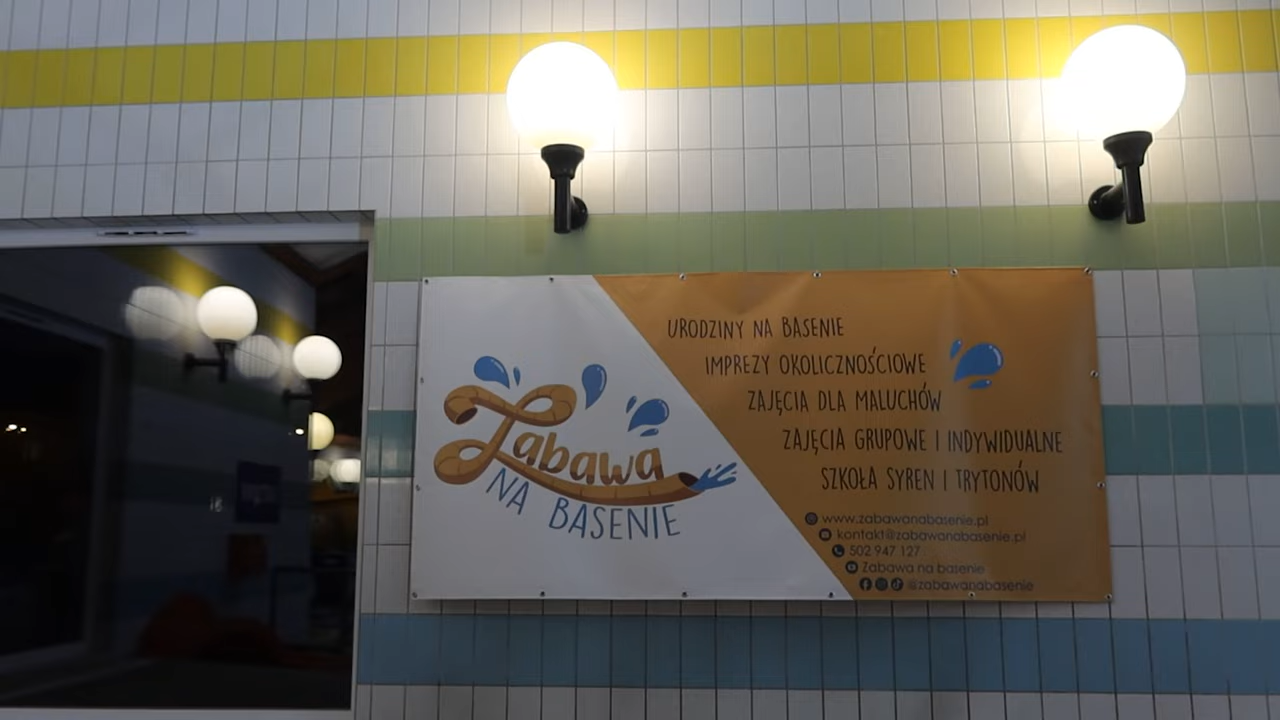 Zabawa
NA BASENIE
URODZINY NA BASENIE
IMPREZY OKOLICZNOŚCIOWE
ZAJĘCIA DLA MALUCHÓW
ZAJĘCIA GRUPOWE I INDYWIDUALNE
SZKOŁA SYREN I TRYTONÓW
www.zabawanabasenie.pl
kontakt@zabawanabasenie.pl
502 947 127
Zabawa na basenie
@zabawanabasenie